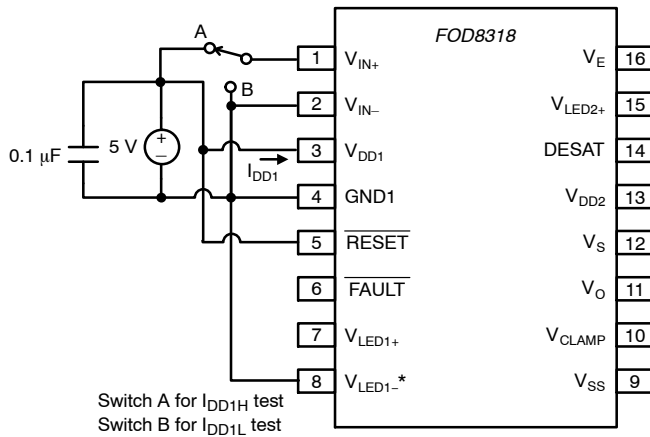 FOD8318
A
B
0.1 μF
5 V
+
−
I_DD1
1 V_IN+
2 V_IN−
3 V_DD1
4 GND1
5 RESET
6 FAULT
7 V_LED1+
8 V_LED1−*
V_E 16
V_LED2+ 15
DESAT 14
V_DD2 13
V_S 12
V_O 11
V_CLAMP 10
V_SS 9
Switch A for I_DD1H test
Switch B for I_DD1L test